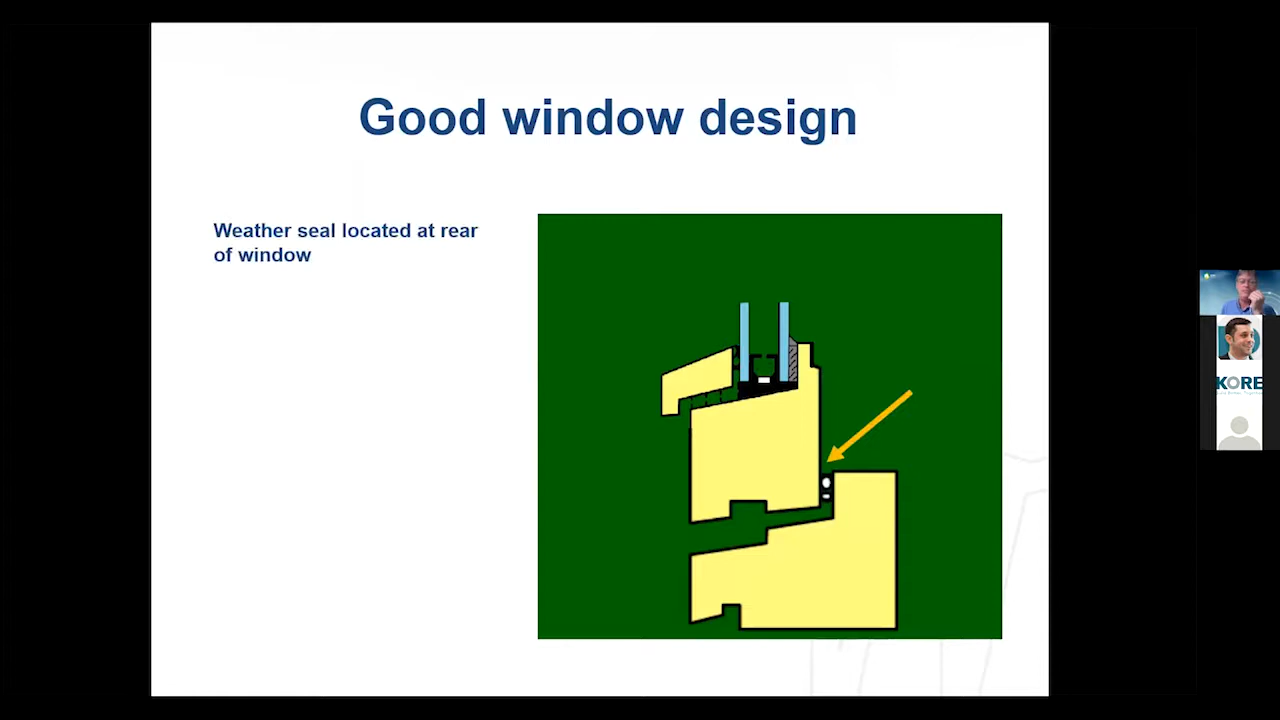 Good window design
Weather seal located at rear
of window
KORE